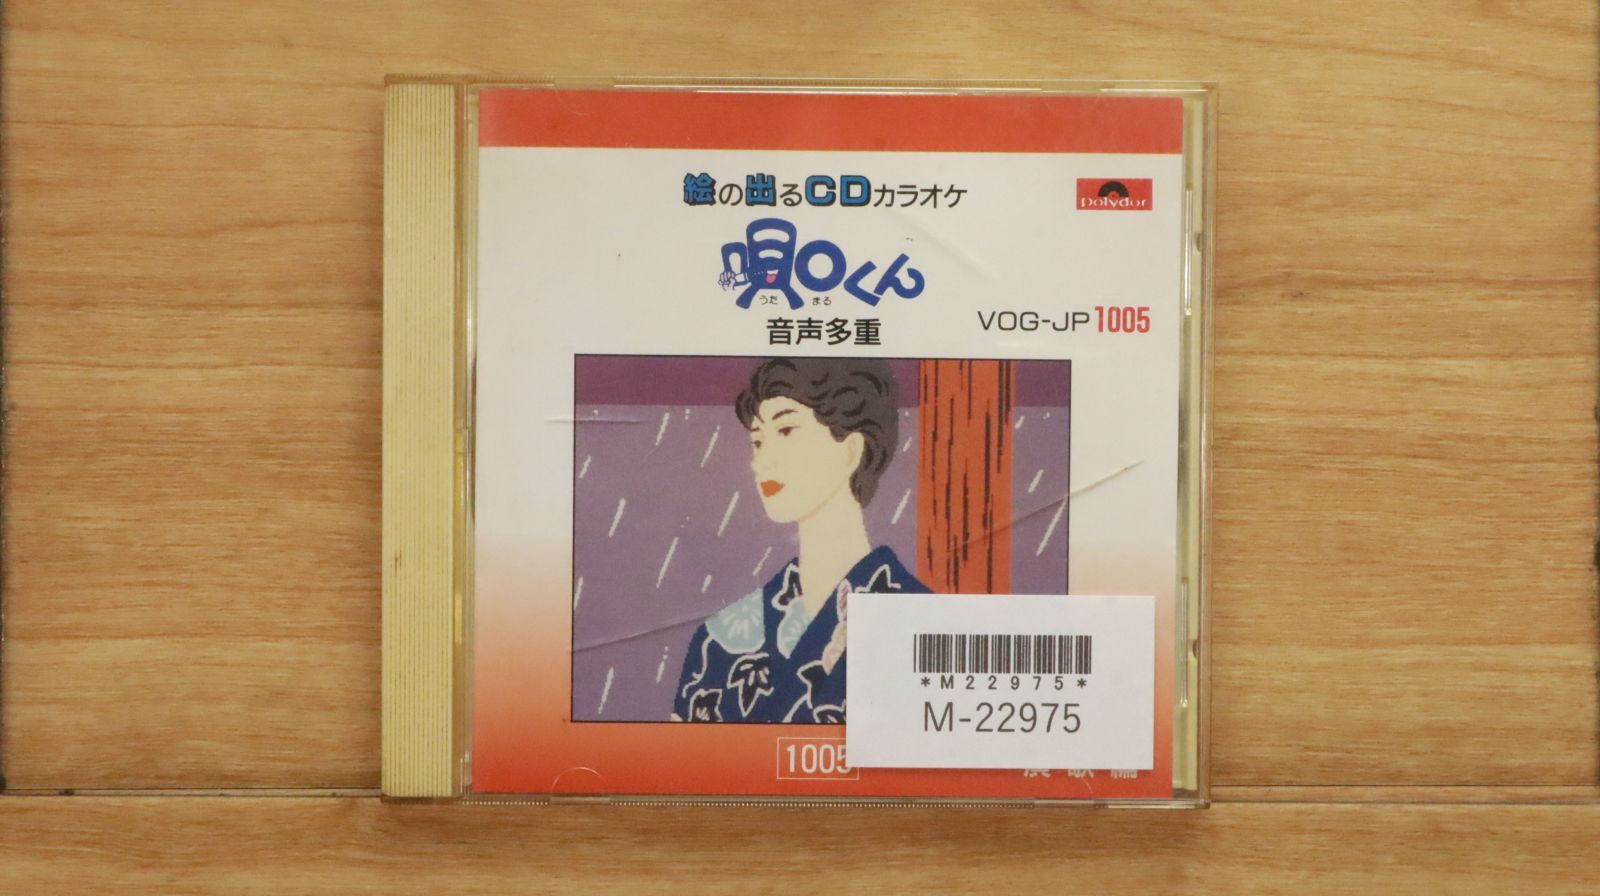 絵の出るCDカラオケ
polydor
唄〇くん
うた まる
音声多重
VOG-JP 1005
*M22975*
M-22975
1005